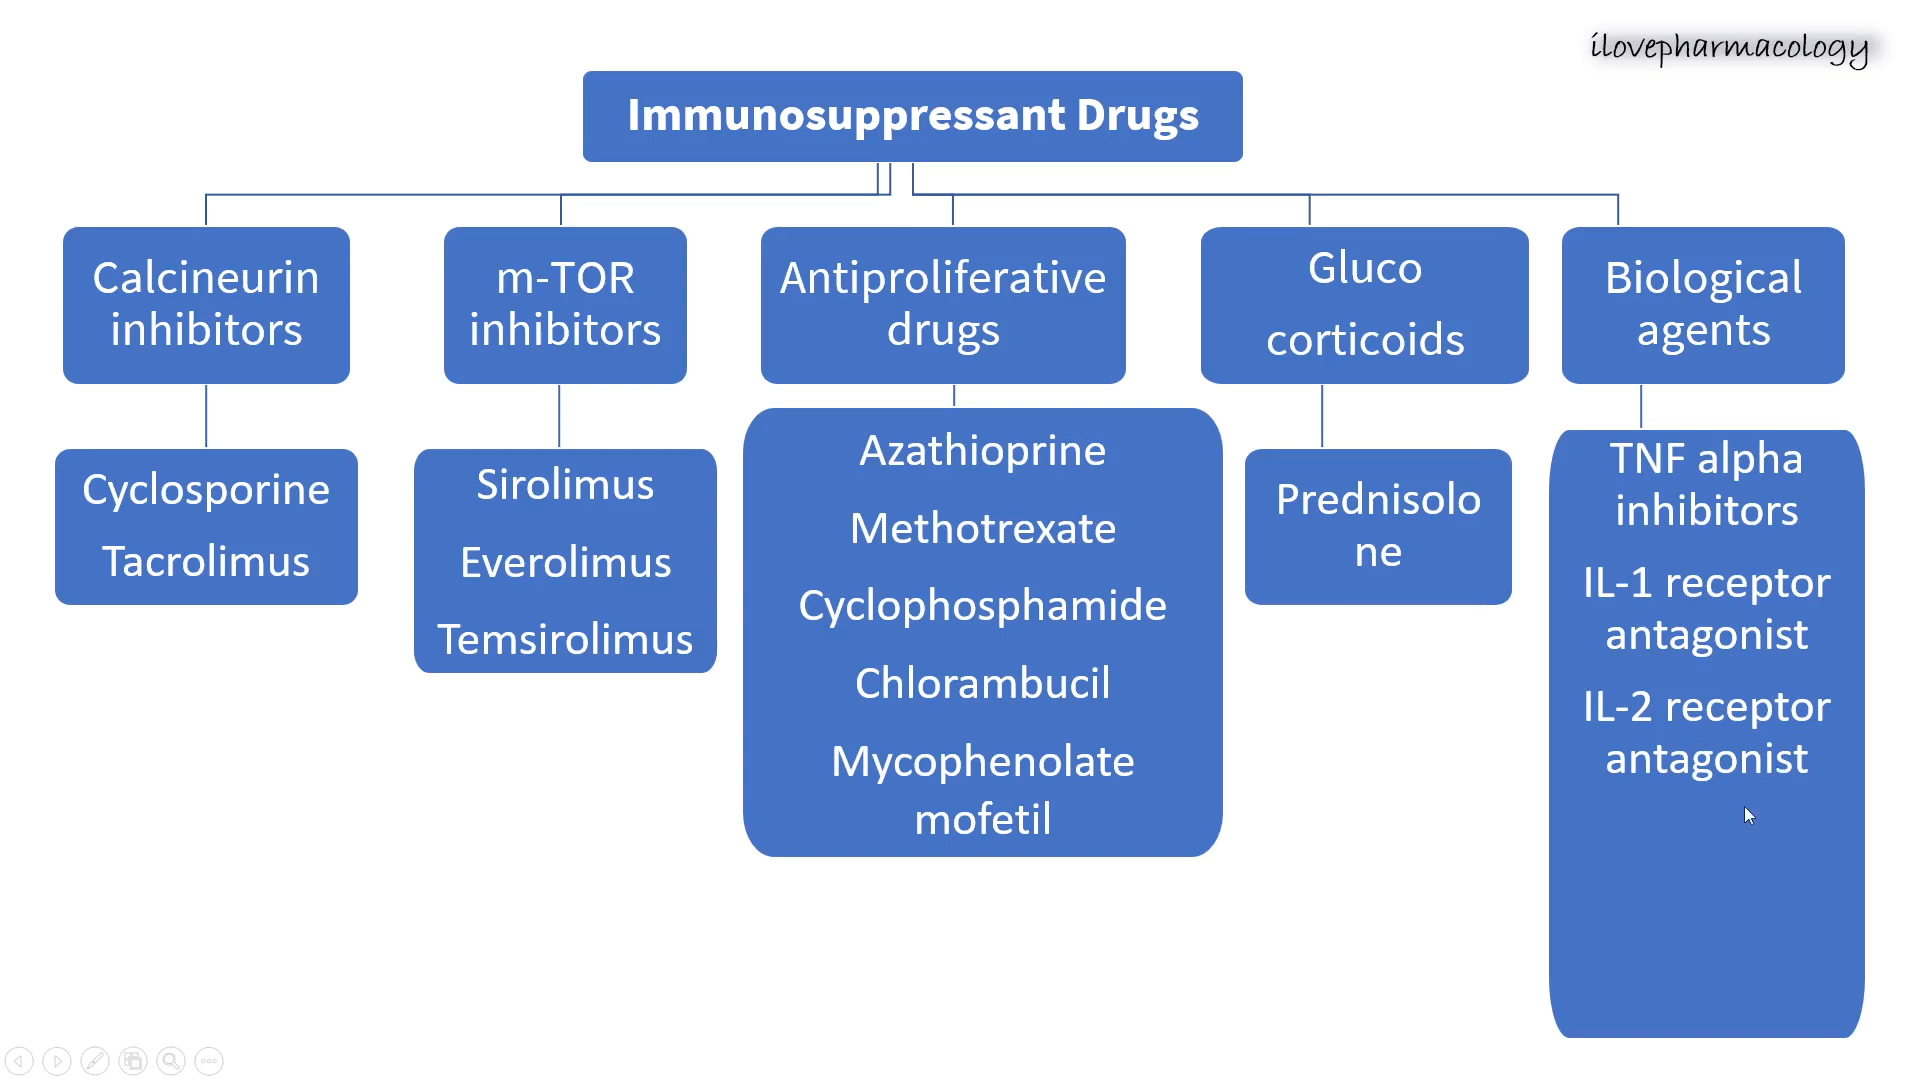 ilovepharmacology
Immunosuppressant Drugs
Calcineurin
inhibitors
m-TOR
inhibitors
Antiproliferative
drugs
Gluco
corticoids
Biological
agents
Cyclosporine
Tacrolimus
Sirolimus
Everolimus
Temsirolimus
Azathioprine
Methotrexate
Cyclophosphamide
Chlorambucil
Mycophenolate
mofetil
Prednisolo
ne
TNF alpha
inhibitors
IL-1 receptor
antagonist
IL-2 receptor
antagonist